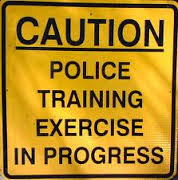 CAUTION
POLICE
TRAINING
EXERCISE
IN PROGRESS